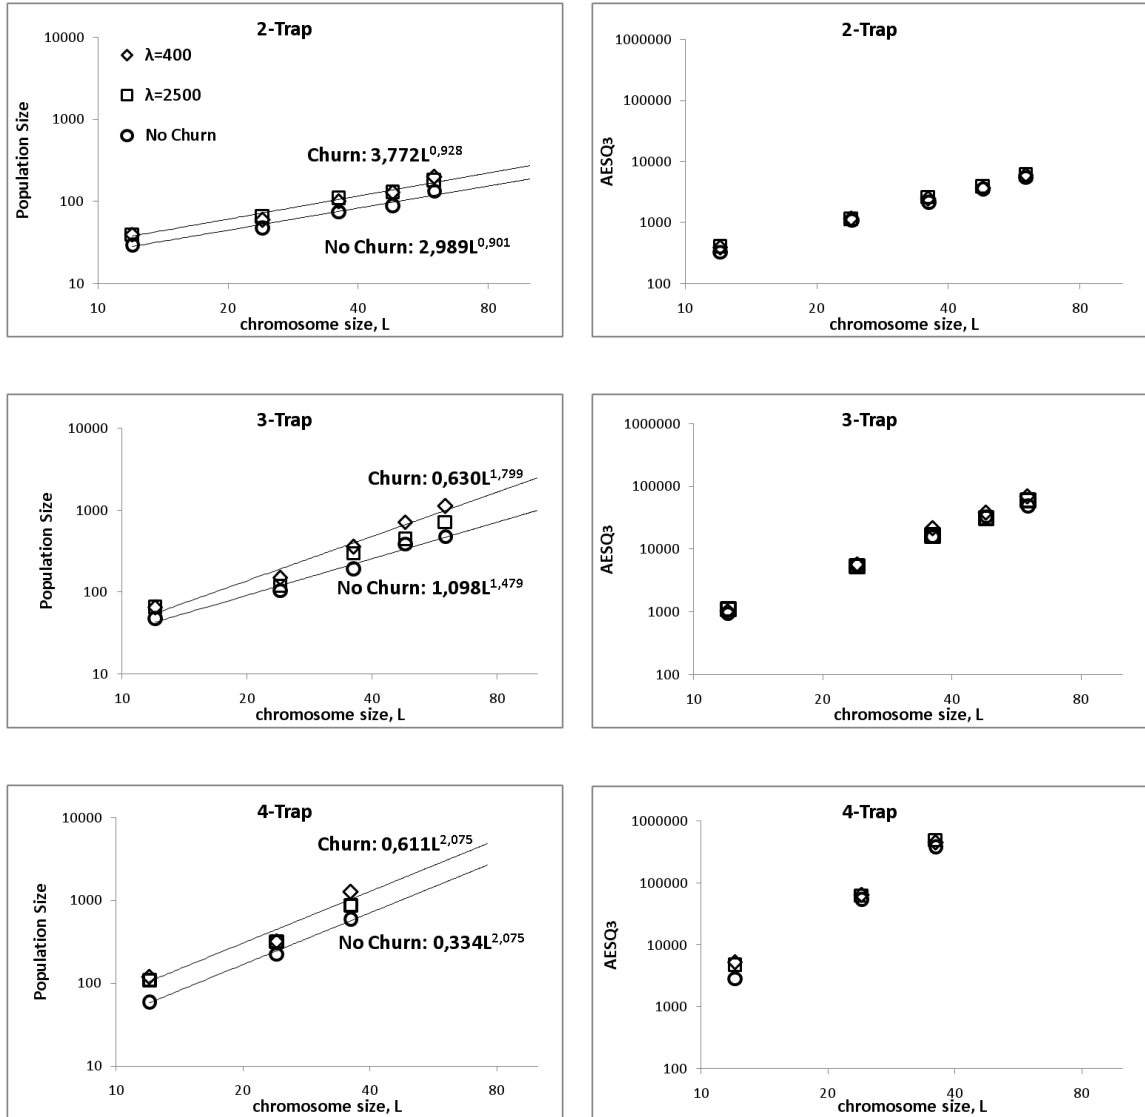 2-Trap
10000
1000
100
10
Population Size
λ=400
λ=2500
No Churn
Churn: 3,772L^0,928
No Churn: 2,989L^0,901
10 20 40 80
chromosome size, L
2-Trap
1000000
100000
10000
1000
100
AESQ3
10 20 40 80
chromosome size, L
3-Trap
10000
1000
100
10
Population Size
Churn: 0,630L^1,799
No Churn: 1,098L^1,479
10 20 40 80
chromosome size, L
3-Trap
1000000
100000
10000
1000
100
AESQ3
10 20 40 80
chromosome size, L
4-Trap
10000
1000
100
10
Population Size
Churn: 0,611L^2,075
No Churn: 0,334L^2,075
10 20 40 80
chromosome size, L
4-Trap
1000000
100000
10000
1000
100
AESQ3
10 20 40 80
chromosome size, L